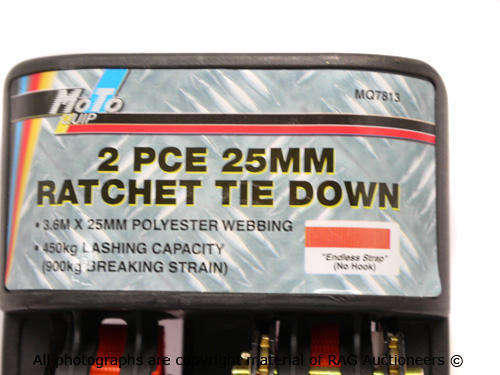 MoTo
QUIP
MQ7813
2 PCE 25MM
RATCHET TIE DOWN
• 3.6M X 25MM POLYESTER WEBBING
• 450kg LASHING CAPACITY
(900kg BREAKING STRAIN)
"Endless Strap"
(No Hook)
All photographs are copyright material of RAG Auctioneers ©